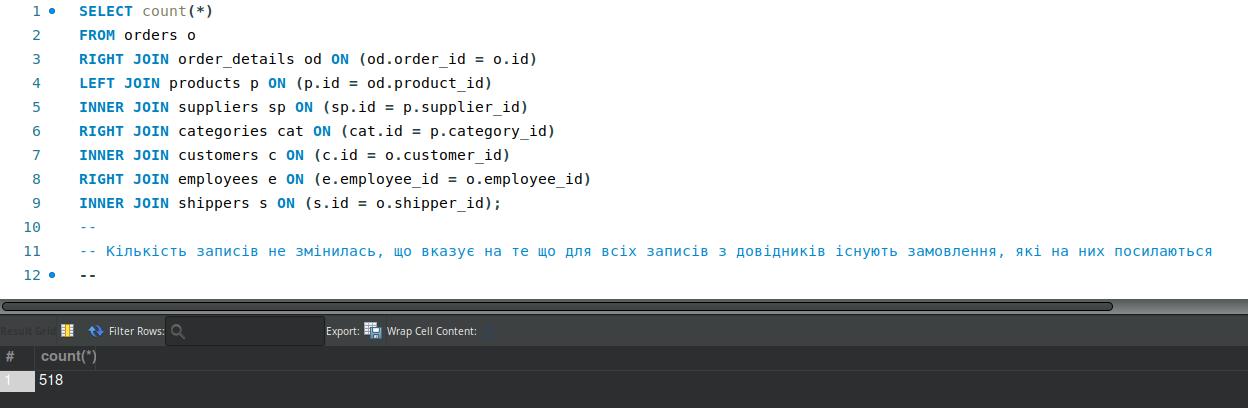 1 SELECT count(*)
2 FROM orders o
3 RIGHT JOIN order_details od ON (od.order_id = o.id)
4 LEFT JOIN products p ON (p.id = od.product_id)
5 INNER JOIN suppliers sp ON (sp.id = p.supplier_id)
6 RIGHT JOIN categories cat ON (cat.id = p.category_id)
7 INNER JOIN customers c ON (c.id = o.customer_id)
8 RIGHT JOIN employees e ON (e.employee_id = o.employee_id)
9 INNER JOIN shippers s ON (s.id = o.shipper_id);
10 --
11 -- Кількість записів не змінилась, що вказує на те що для всіх записів з довідників існують замовлення, які на них посилаються
12 --
Result Grid Filter Rows: Export: Wrap Cell Content:
# count(*)
1 518